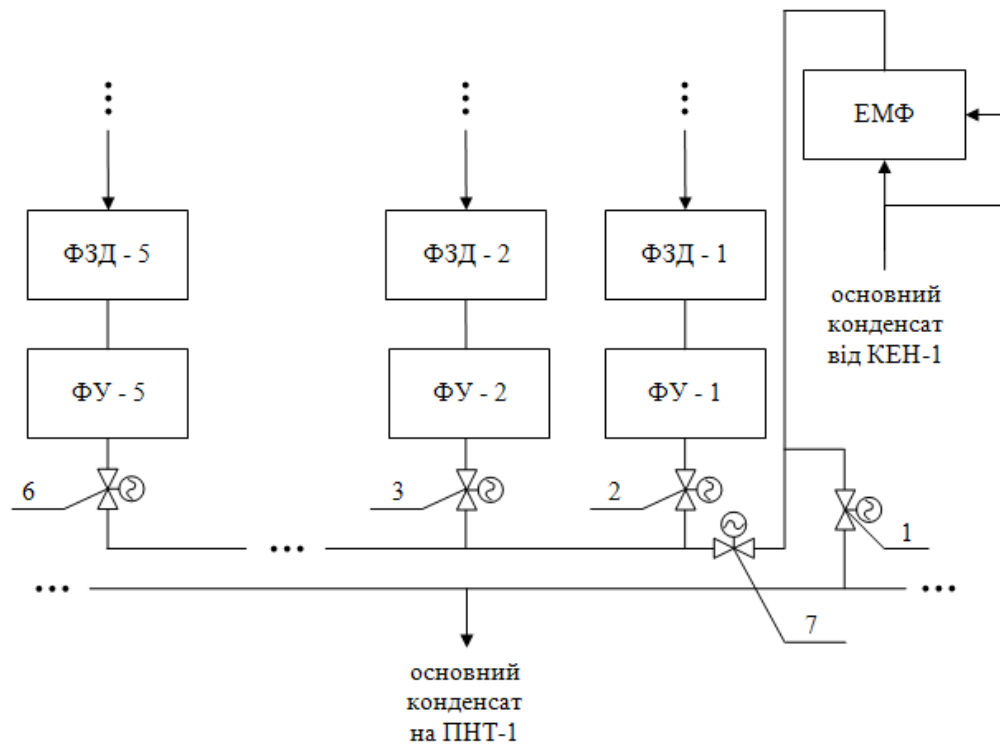 ЕМФ
ФЗД - 5
ФЗД - 2
ФЗД - 1
основний
конденсат
від КЕН-1
ФУ - 5
ФУ - 2
ФУ - 1
6
3
2
1
7
основний
конденсат
на ПНТ-1